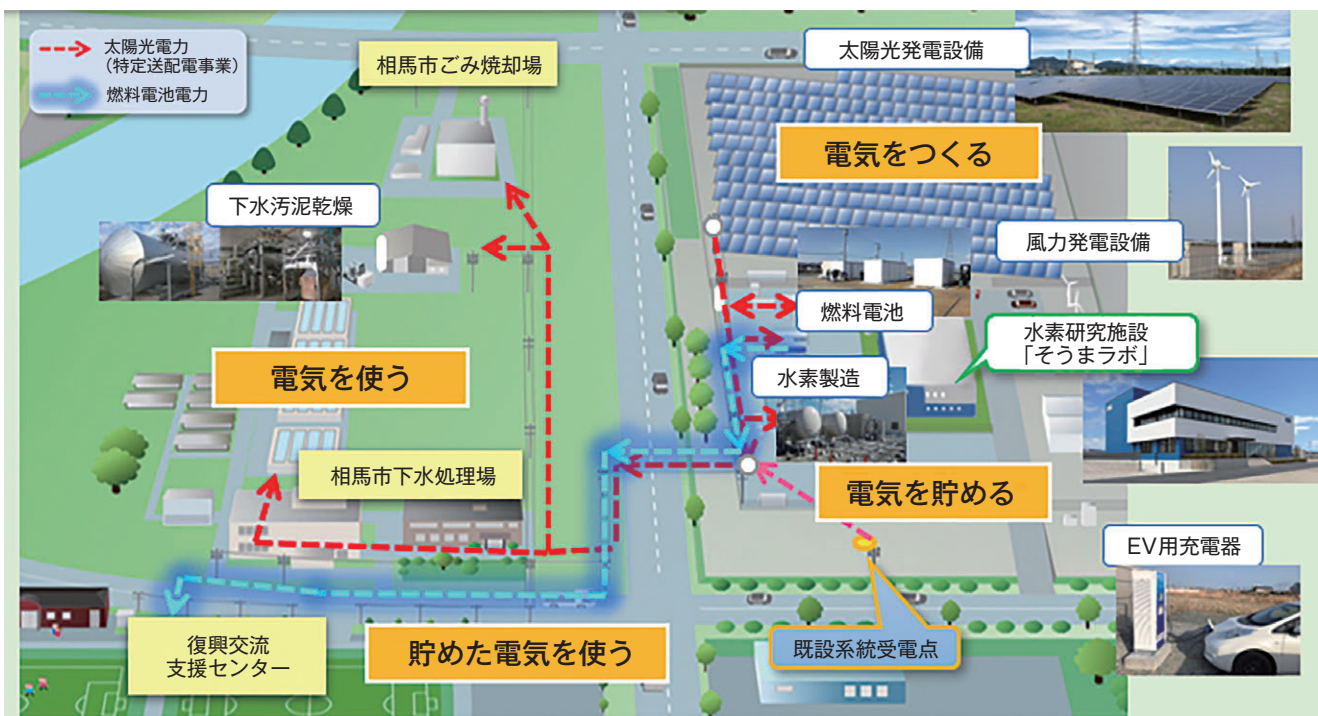 太陽光電力
（特定送配電事業）
燃料電池電力
相馬市ごみ焼却場
太陽光発電設備
電気をつくる
下水汚泥乾燥
風力発電設備
燃料電池
水素研究施設
「そうまラボ」
電気を使う
水素製造
相馬市下水処理場
電気を貯める
EV用充電器
復興交流
支援センター
貯めた電気を使う
既設系統受電点